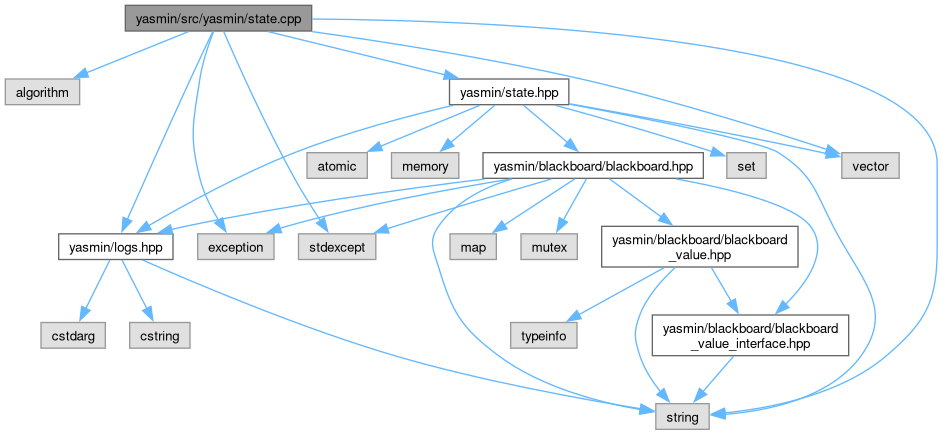 yasmin/src/yasmin/state.cpp
algorithm
yasmin/state.hpp
atomic
memory
yasmin/blackboard/blackboard.hpp
set
vector
yasmin/logs.hpp
exception
stdexcept
map
mutex
yasmin/blackboard/blackboard
_value.hpp
cstdarg
cstring
typeinfo
yasmin/blackboard/blackboard
_value_interface.hpp
string